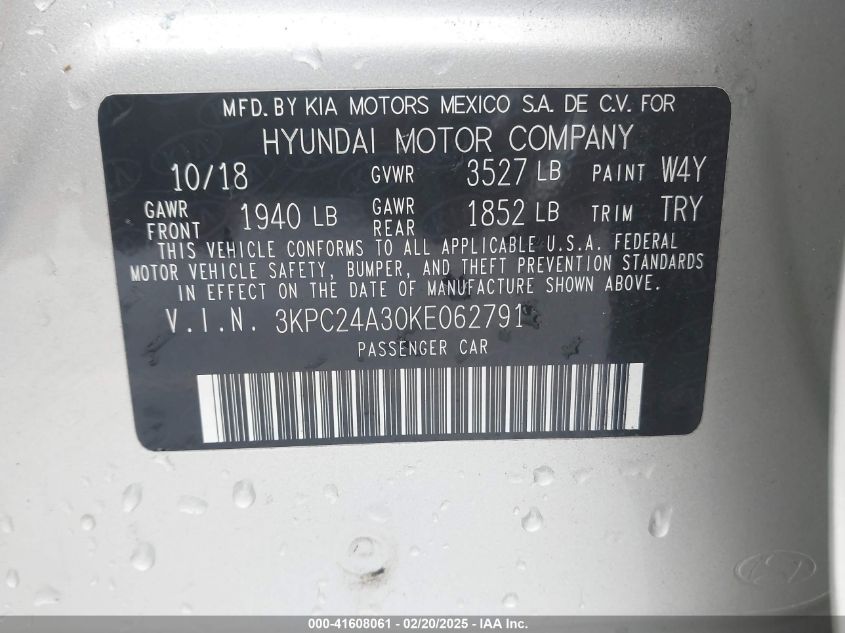 MFD. BY KIA MOTORS MEXICO S.A. DE C.V. FOR
HYUNDAI MOTOR COMPANY
10/18 GVWR 3527 LB PAINT W4Y
GAWR FRONT 1940 LB GAWR REAR 1852 LB TRIM TRY
THIS VEHICLE CONFORMS TO ALL APPLICABLE U.S.A. FEDERAL
MOTOR VEHICLE SAFETY, BUMPER, AND THEFT PREVENTION STANDARDS
IN EFFECT ON THE DATE OF MANUFACTURE SHOWN ABOVE.
V.I.N. 3KPC24A30KE062791
PASSENGER CAR
000-41608061 - 02/20/2025 - IAA Inc.